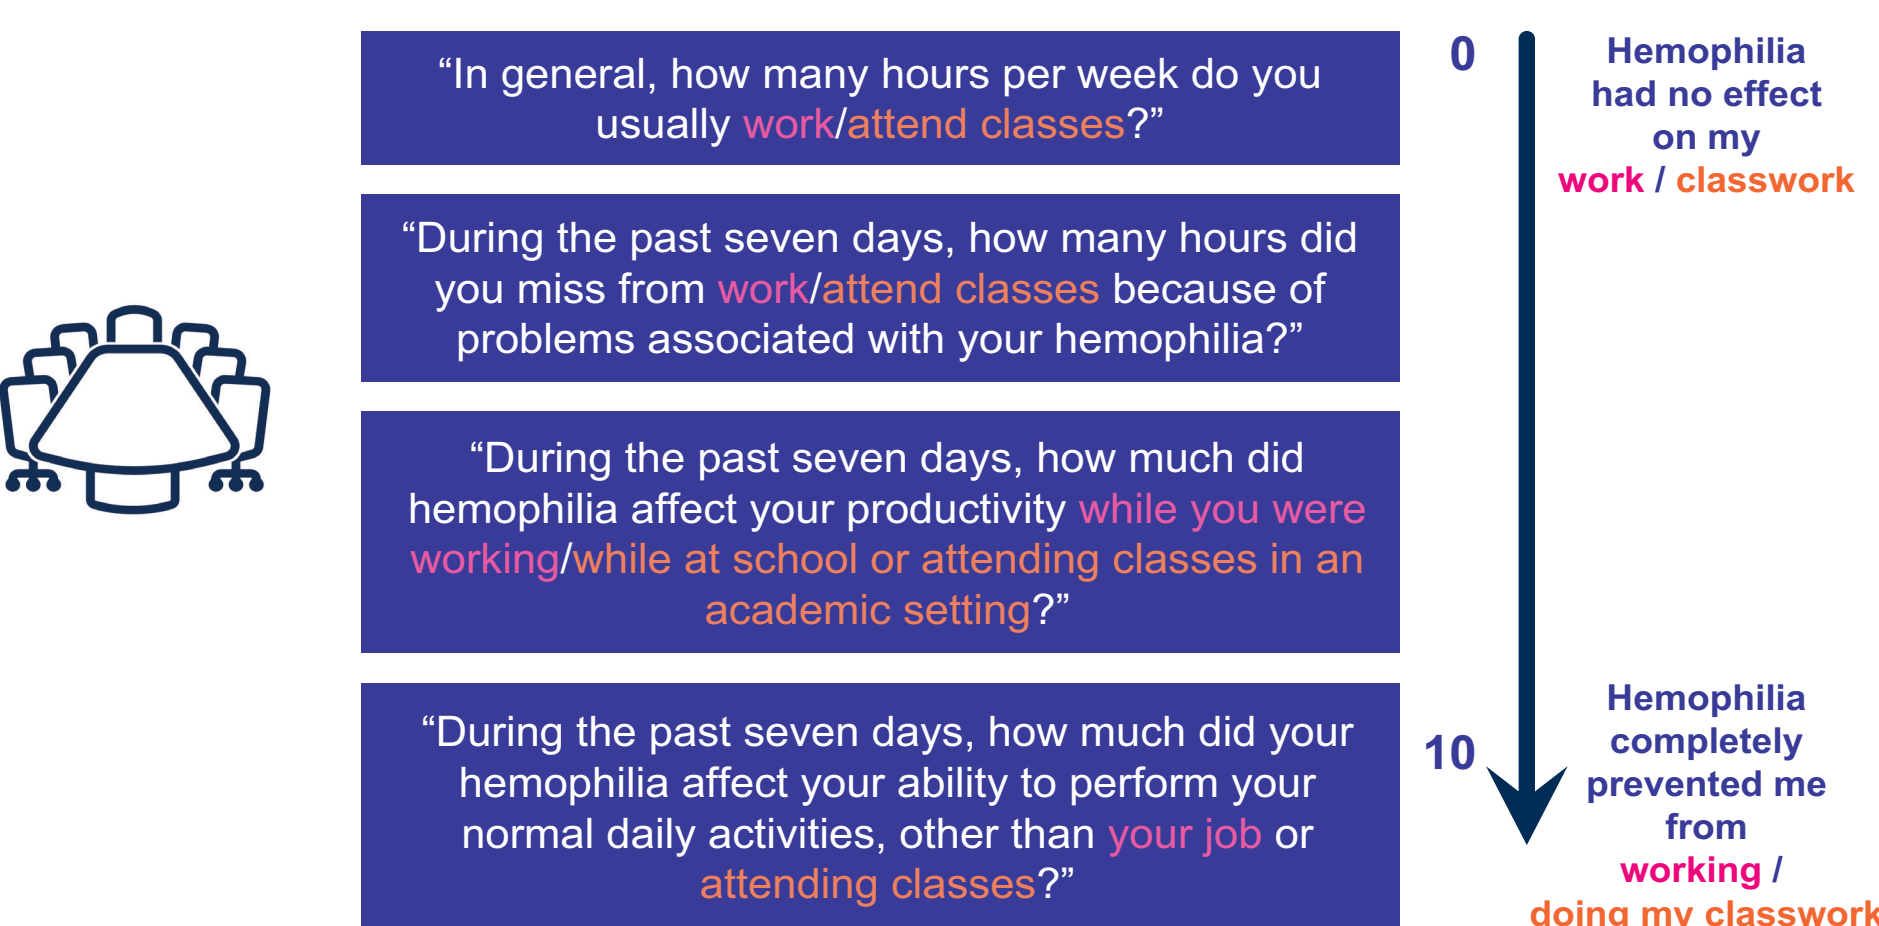 “In general, how many hours per week do you
usually work/attend classes?”
“During the past seven days, how many hours did
you miss from work/attend classes because of
problems associated with your hemophilia?”
“During the past seven days, how much did
hemophilia affect your productivity while you were
working/while at school or attending classes in an
academic setting?”
“During the past seven days, how much did your
hemophilia affect your ability to perform your
normal daily activities, other than your job or
attending classes?”
0
Hemophilia
had no effect
on my
work / classwork
10
Hemophilia
completely
prevented me
from
working /
doing my classwork